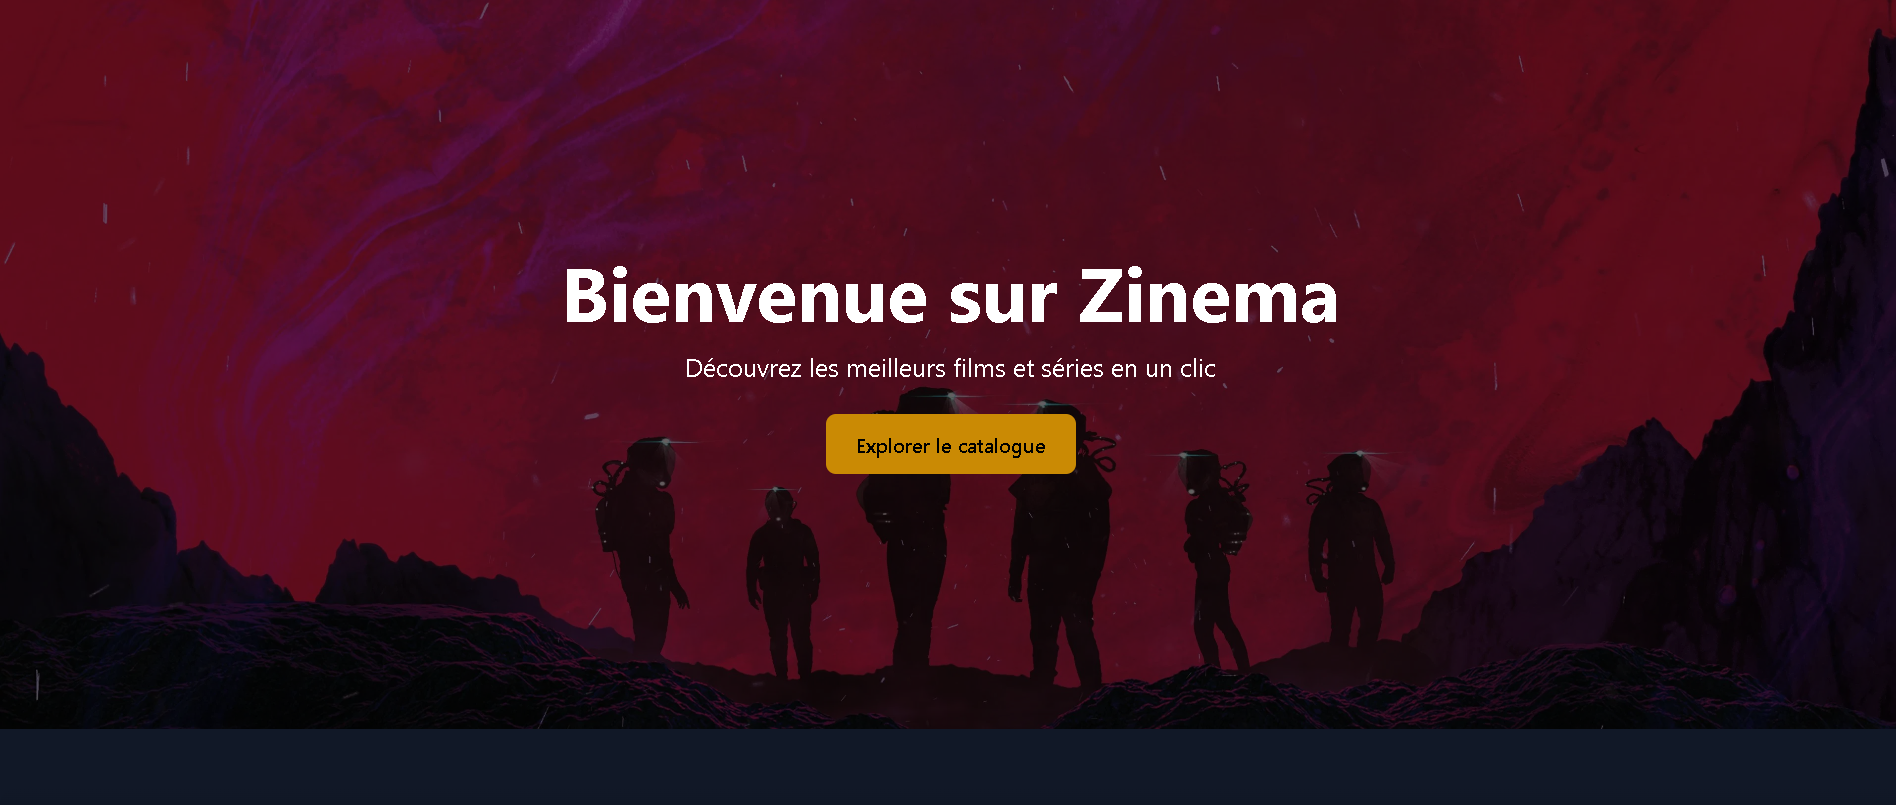 Bienvenue sur Zinema
Découvrez les meilleurs films et séries en un clic
Explorer le catalogue